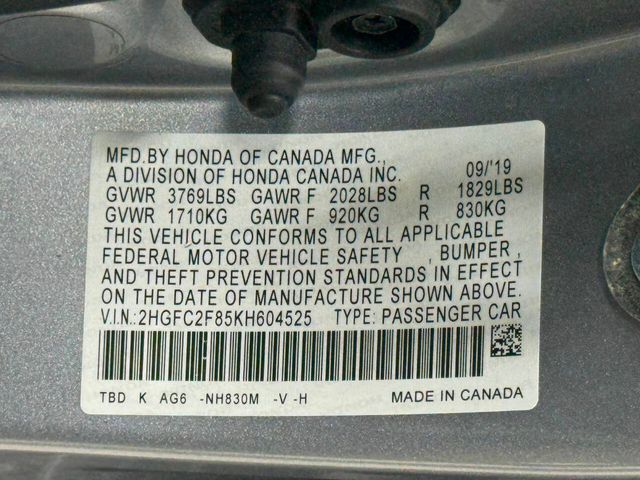 MFD.BY HONDA OF CANADA MFG.,
A DIVISION OF HONDA CANADA INC. 09/'19
GVWR 3769LBS GAWR F 2028LBS R 1829LBS
GVWR 1710KG GAWR F 920KG R 830KG
THIS VEHICLE CONFORMS TO ALL APPLICABLE
FEDERAL MOTOR VEHICLE SAFETY , BUMPER ,
AND THEFT PREVENTION STANDARDS IN EFFECT
ON THE DATE OF MANUFACTURE SHOWN ABOVE.
V.I.N.:2HGFC2F85KH604525 TYPE: PASSENGER CAR
TBD K AG6 -NH830M -V -H MADE IN CANADA